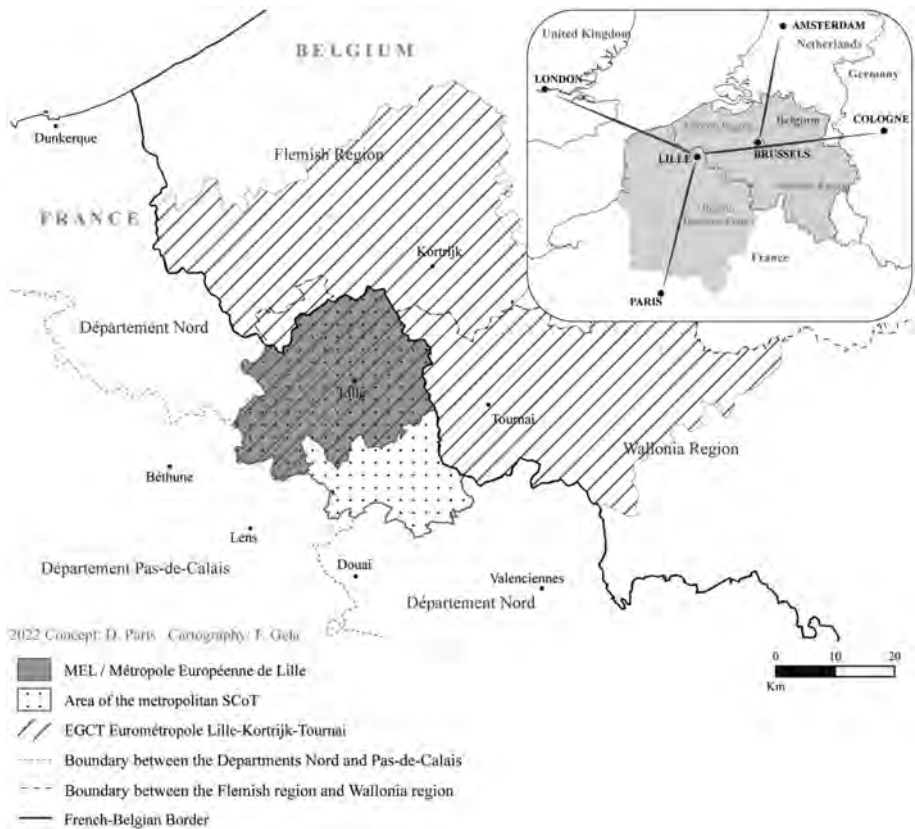 BELGIUM
Dunkerque
Flemish Region
FRANCE
Kortrijk
Département Nord
Lille
Tournai
Wallonia Region
Béthune
Lens
Département Pas-de-Calais
Douai
Valenciennes
Département Nord
AMSTERDAM
United Kingdom
Netherlands
LONDON
Germany
COLOGNE
Belgium
LILLE
BRUSSELS
France
PARIS
2022 Concept: D. Paris Cartography: F. Gela
MEL / Métropole Européenne de Lille
Area of the metropolitan SCoT
EGCT Eurométropole Lille-Kortrijk-Tournai
Boundary between the Departments Nord and Pas-de-Calais
Boundary between the Flemish region and Wallonia region
French-Belgian Border
0 10 20
Km